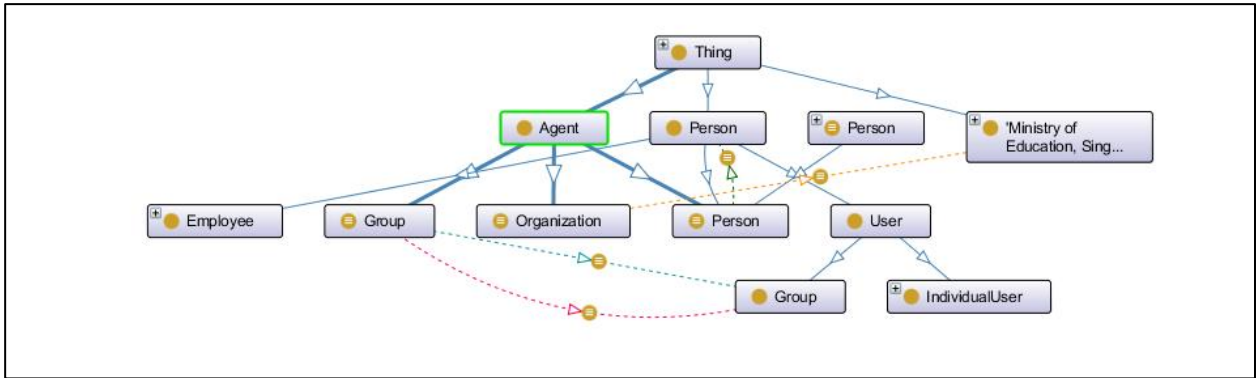 Thing
Agent
Person
Person
'Ministry of
Education, Sing...
Employee
Group
Organization
Person
User
Group
IndividualUser